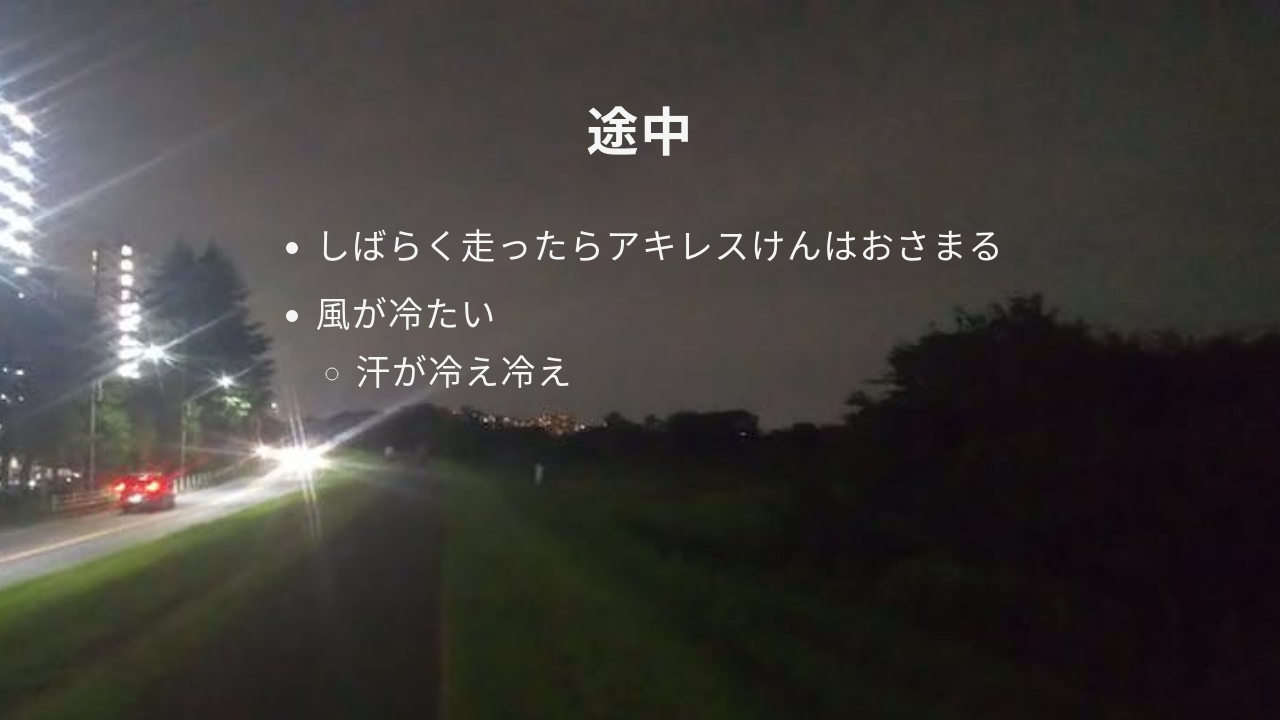 途中
しばらく走ったらアキレスけんはおさまる
風が冷たい
汗が冷え冷え